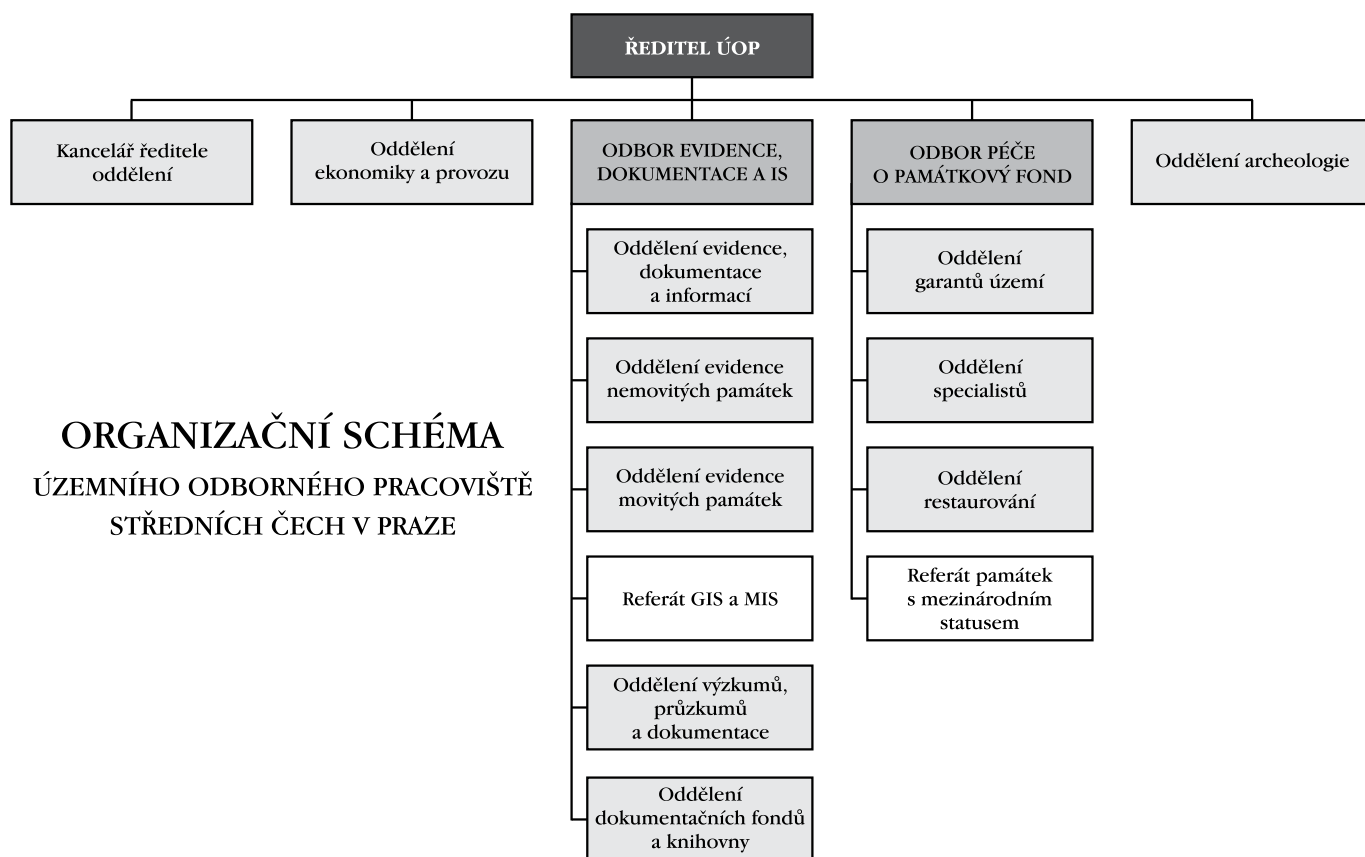 ŘEDITEL ÚOP
Kancelář ředitele
oddělení
Oddělení
ekonomiky a provozu
ODBOR EVIDENCE,
DOKUMENTACE A IS
ODBOR PÉČE
O PAMÁTKOVÝ FOND
Oddělení archeologie
Oddělení evidence,
dokumentace
a informací
Oddělení evidence
nemovitých památek
Oddělení evidence
movitých památek
Referát GIS a MIS
Oddělení výzkumů,
průzkumů
a dokumentace
Oddělení
dokumentačních fondů
a knihovny
Oddělení
garantů území
Oddělení
specialistů
Oddělení
restaurování
Referát památek
s mezinárodním
statusem
ORGANIZAČNÍ SCHÉMA
ÚZEMNÍHO ODBORNÉHO PRACOVIŠTĚ
STŘEDNÍCH ČECH V PRAZE